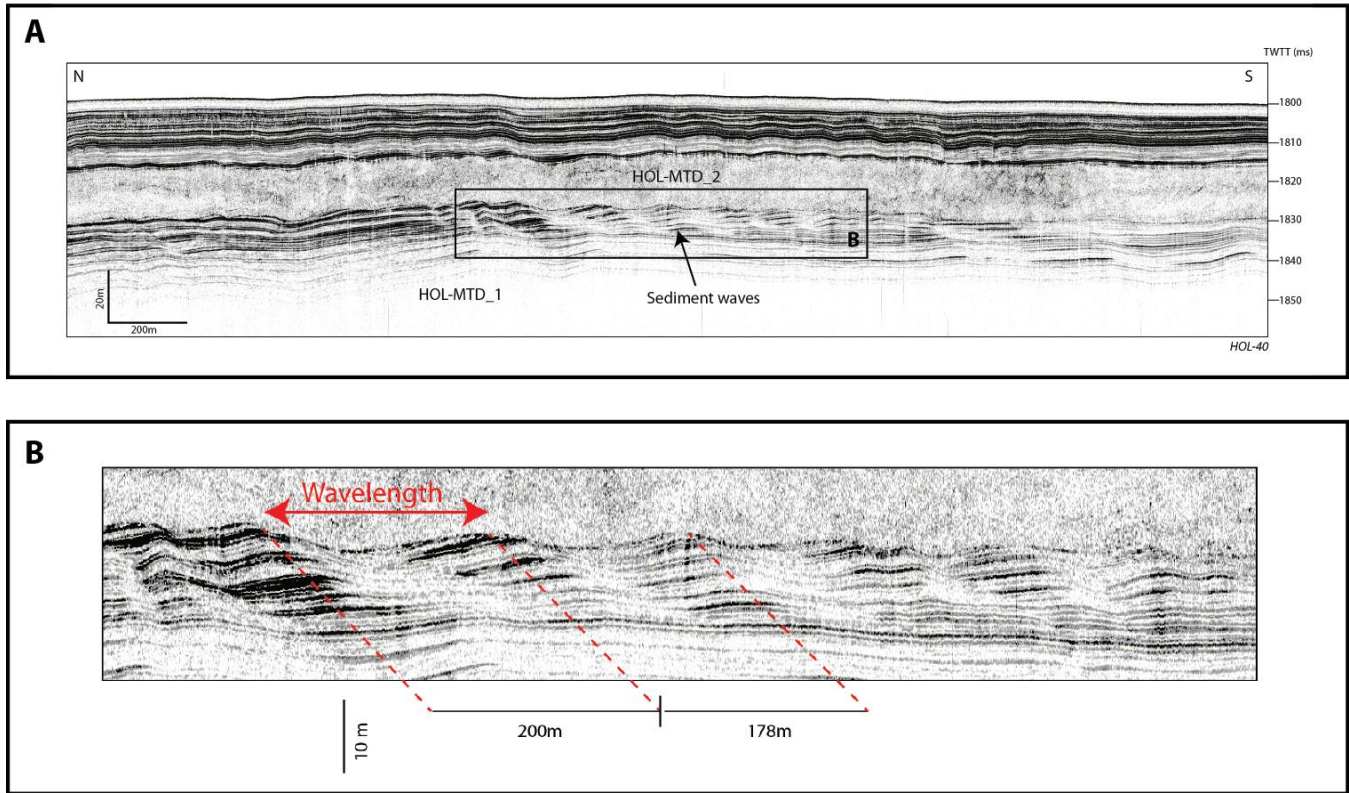 A
TWTT (ms)
N
S
1800
1810
HOL-MTD_2
1820
1830
B
1840
HOL-MTD_1
Sediment waves
1850
20m
200m
HOL-40
B
Wavelength
200m
178m
10 m